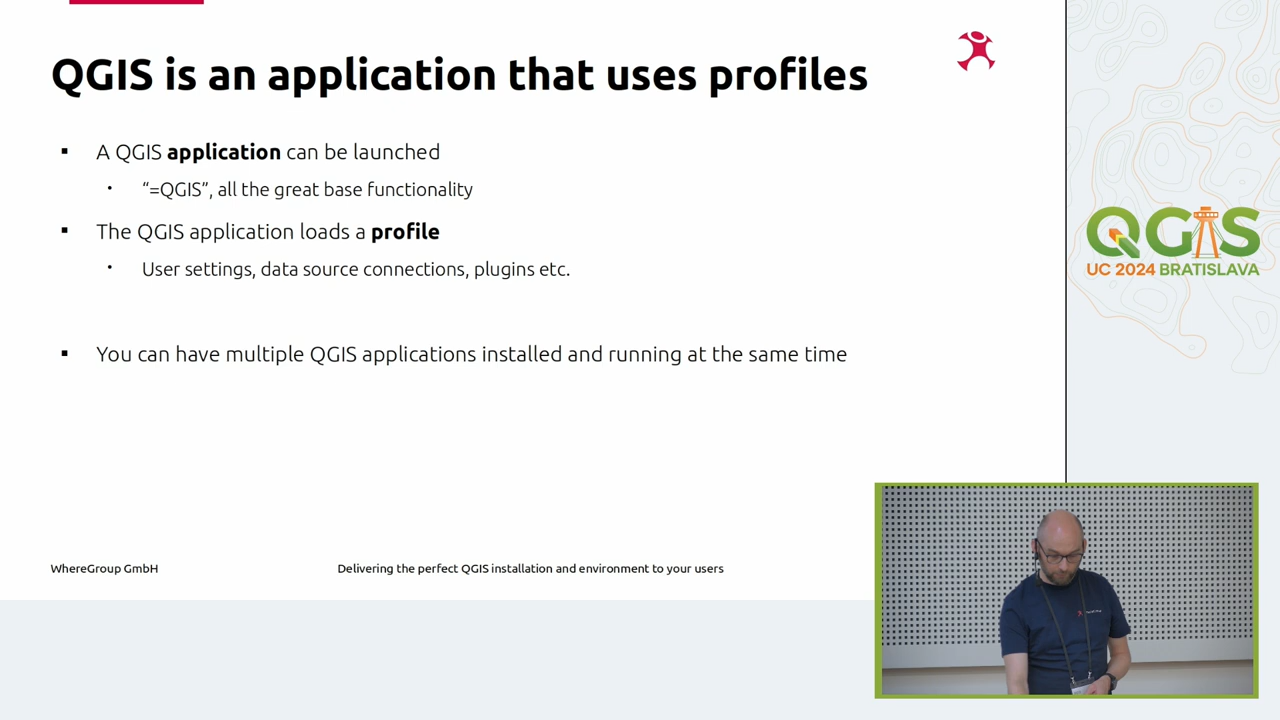 QGIS is an application that uses profiles
▪ A QGIS application can be launched
• “=QGIS”, all the great base functionality
▪ The QGIS application loads a profile
• User settings, data source connections, plugins etc.
▪ You can have multiple QGIS applications installed and running at the same time
WhereGroup GmbH
Delivering the perfect QGIS installation and environment to your users
QGIS
UC 2024 BRATISLAVA